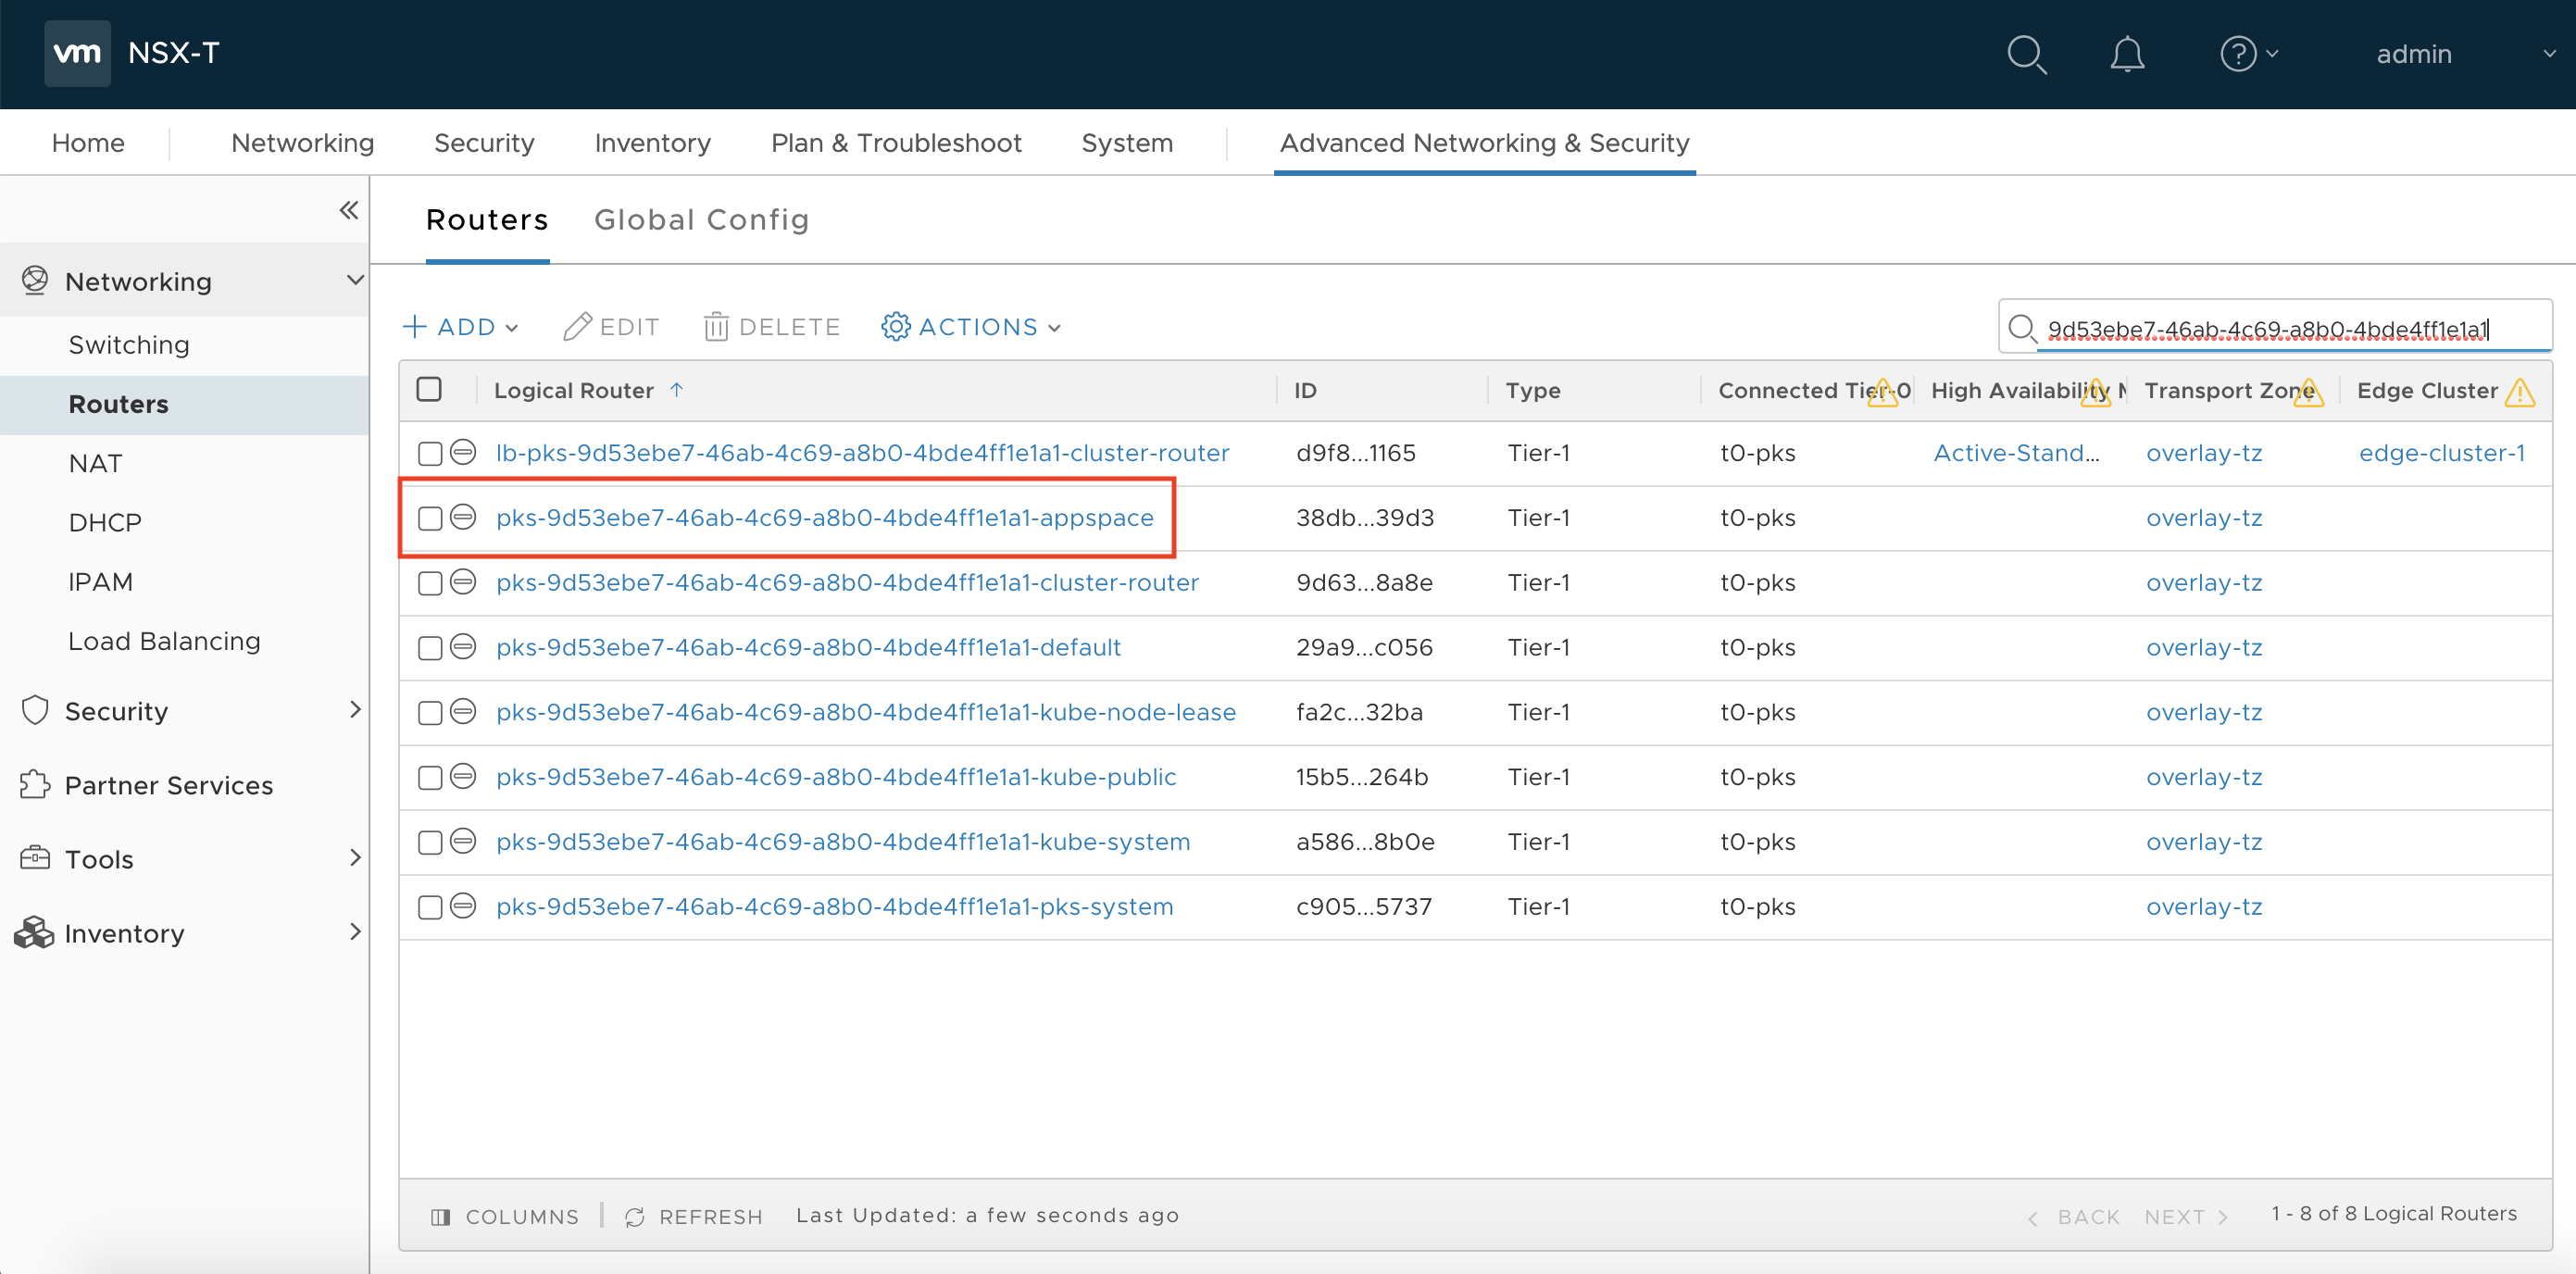 vm NSX-T admin
Home Networking Security Inventory Plan & Troubleshoot System Advanced Networking & Security
Routers Global Config
Networking
Switching
Routers
NAT
DHCP
IPAM
Load Balancing
Security
Partner Services
Tools
Inventory
ADD EDIT DELETE ACTIONS 9d53ebe7-46ab-4c69-a8b0-4bde4ff1e1a1
Logical Router ID Type Connected Tier-0 High Availability M Transport Zone Edge Cluster
lb-pks-9d53ebe7-46ab-4c69-a8b0-4bde4ff1e1a1-cluster-router d9f8...1165 Tier-1 t0-pks Active-Stand... overlay-tz edge-cluster-1
pks-9d53ebe7-46ab-4c69-a8b0-4bde4ff1e1a1-appspace 38db...39d3 Tier-1 t0-pks overlay-tz
pks-9d53ebe7-46ab-4c69-a8b0-4bde4ff1e1a1-cluster-router 9d63...8a8e Tier-1 t0-pks overlay-tz
pks-9d53ebe7-46ab-4c69-a8b0-4bde4ff1e1a1-default 29a9...c056 Tier-1 t0-pks overlay-tz
pks-9d53ebe7-46ab-4c69-a8b0-4bde4ff1e1a1-kube-node-lease fa2c...32ba Tier-1 t0-pks overlay-tz
pks-9d53ebe7-46ab-4c69-a8b0-4bde4ff1e1a1-kube-public 15b5...264b Tier-1 t0-pks overlay-tz
pks-9d53ebe7-46ab-4c69-a8b0-4bde4ff1e1a1-kube-system a586...8b0e Tier-1 t0-pks overlay-tz
pks-9d53ebe7-46ab-4c69-a8b0-4bde4ff1e1a1-pks-system c905...5737 Tier-1 t0-pks overlay-tz
COLUMNS REFRESH Last Updated: a few seconds ago BACK NEXT 1 - 8 of 8 Logical Routers